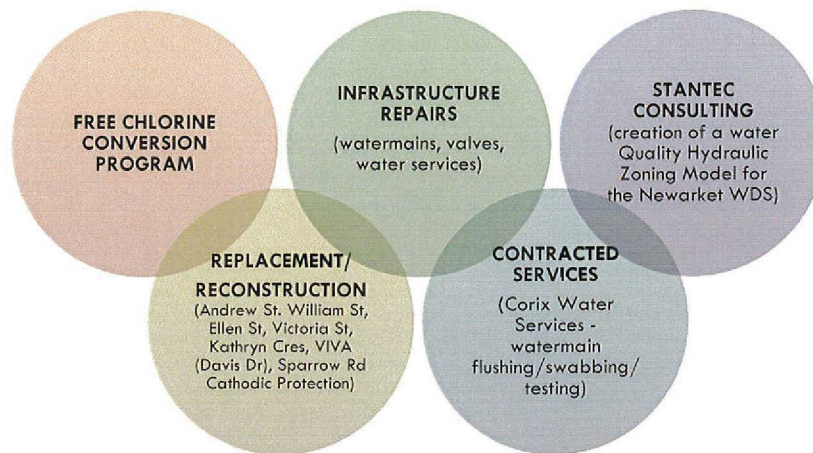 FREE CHLORINE
CONVERSION
PROGRAM
INFRASTRUCTURE
REPAIRS
(watermains, valves,
water services)
STANTEC
CONSULTING
(creation of a water
Quality Hydraulic
Zoning Model for
the Newarket WDS)
REPLACEMENT/
RECONSTRUCTION
(Andrew St. William St,
Ellen St, Victoria St,
Kathryn Cres, VIVA
(Davis Dr), Sparrow Rd
Cathodic Protection)
CONTRACTED
SERVICES
(Corix Water
Services -
watermain
flushing/swabbing/
testing)